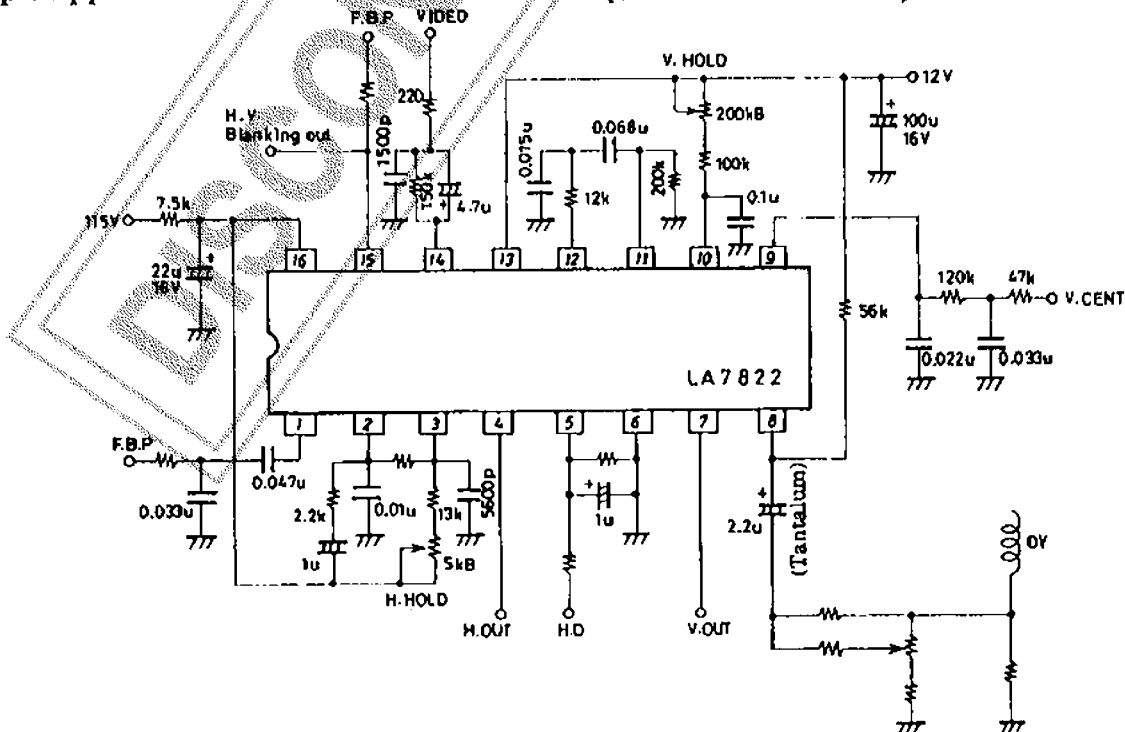 F.B.P VIDEO
V. HOLD
12V
H.V
Blanking out
220
1500p
150k
4.7u
200kB
100k
0.1u
100u
16V
0.015u
0.068u
12k
200k
115V
7.5k
22u
16V
16 15 14 13 12 11 10 9
56k
120k
47k
V.CENT
0.022u
0.033u
LA7822
1 2 3 4 5 6 7 8
F.B.P
0.033u
0.047u
2.2k
1u
0.01u
13k
5600p
5kB
H.HOLD
H.OUT
1u
H.D
V.OUT
2.2u
(Tantalum)
DY